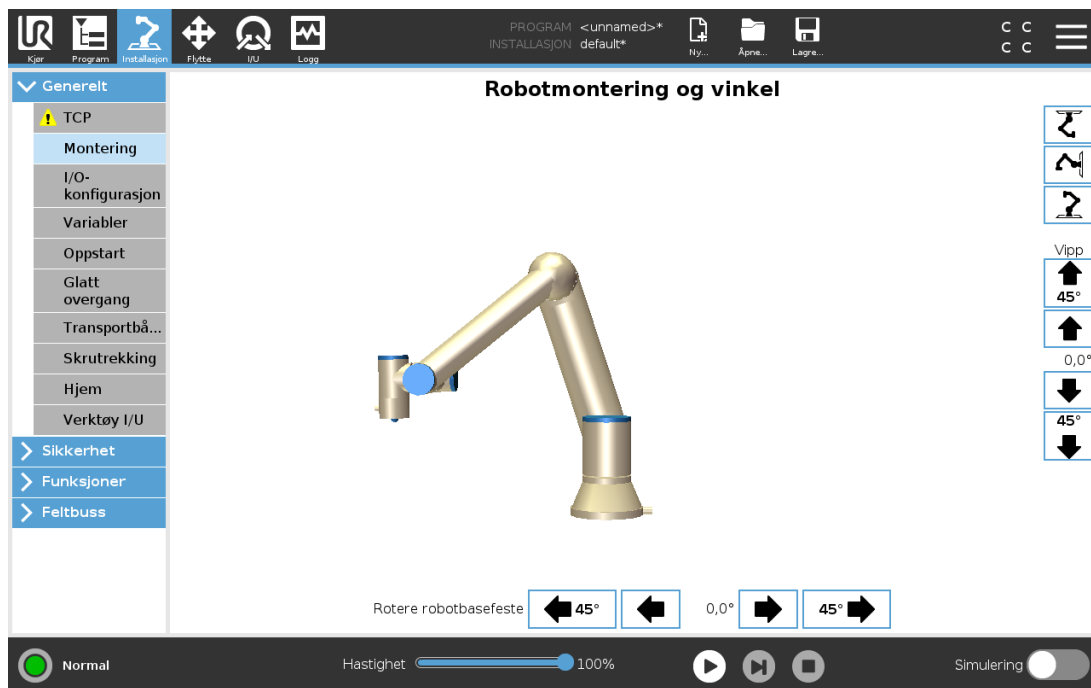 PROGRAM <unnamed>*
INSTALLASJON default*
C C
C C
Kjør Program Installasjon Flytte I/U Logg Ny... Åpne... Lagre...
Generelt
Robotmontering og vinkel
TCP
Montering
I/O-
konfigurasjon
Variabler
Oppstart
Glatt
overgang
Transportbå...
Skrutrekking
Hjem
Verktøy I/U
Sikkerhet
Funksjoner
Feltbuss
Vipp
45°
0,0°
45°
Rotere robotbasefeste 45° 0,0° 45°
Normal Hastighet 100% Simulering